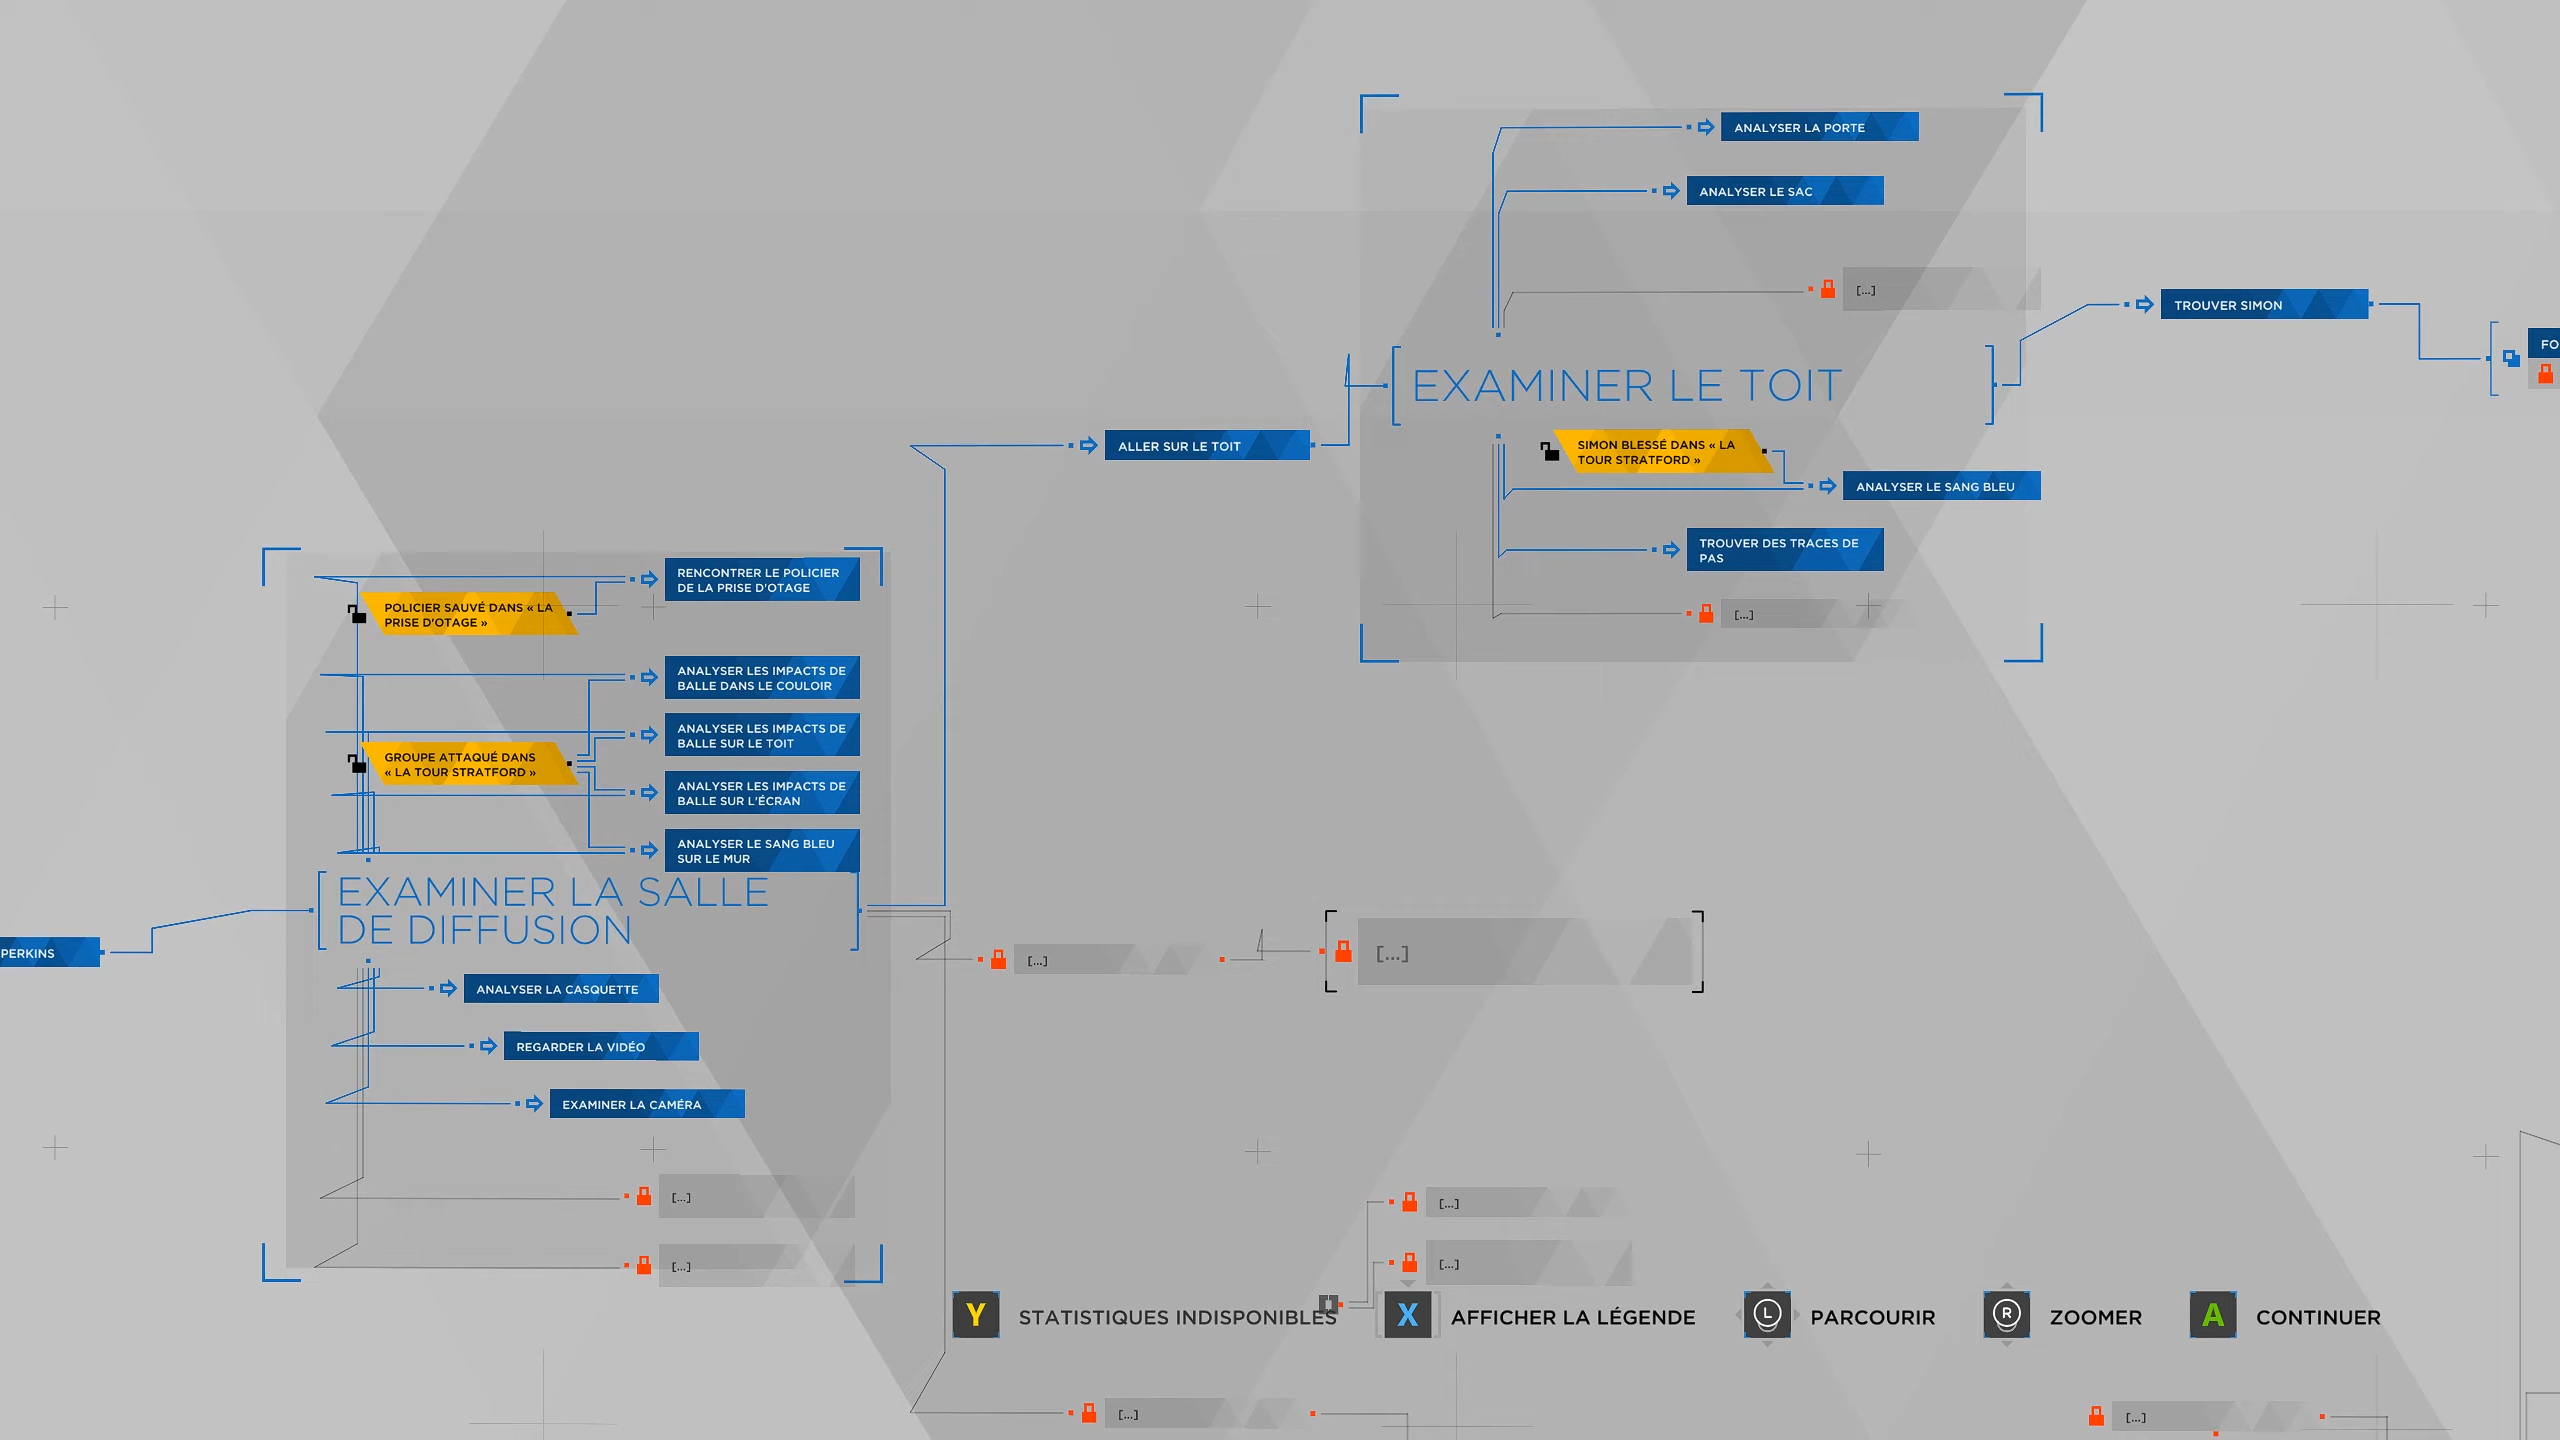 ANALYSER LA PORTE
ANALYSER LE SAC
[...]
TROUVER SIMON
FO
EXAMINER LE TOIT
ALLER SUR LE TOIT
SIMON BLESSÉ DANS « LA
TOUR STRATFORD »
ANALYSER LE SANG BLEU
TROUVER DES TRACES DE
PAS
[...]
RENCONTRER LE POLICIER
DE LA PRISE D'OTAGE
POLICIER SAUVÉ DANS « LA
PRISE D'OTAGE »
ANALYSER LES IMPACTS DE
BALLE DANS LE COULOIR
ANALYSER LES IMPACTS DE
BALLE SUR LE TOIT
GROUPE ATTAQUÉ DANS
« LA TOUR STRATFORD »
ANALYSER LES IMPACTS DE
BALLE SUR L'ÉCRAN
ANALYSER LE SANG BLEU
SUR LE MUR
EXAMINER LA SALLE
DE DIFFUSION
PERKINS
[...]
[...]
ANALYSER LA CASQUETTE
REGARDER LA VIDÉO
EXAMINER LA CAMÉRA
[...]
[...]
[...]
[...]
Y STATISTIQUES INDISPONIBLES X AFFICHER LA LÉGENDE L PARCOURIR R ZOOMER A CONTINUER
[...]
[...]